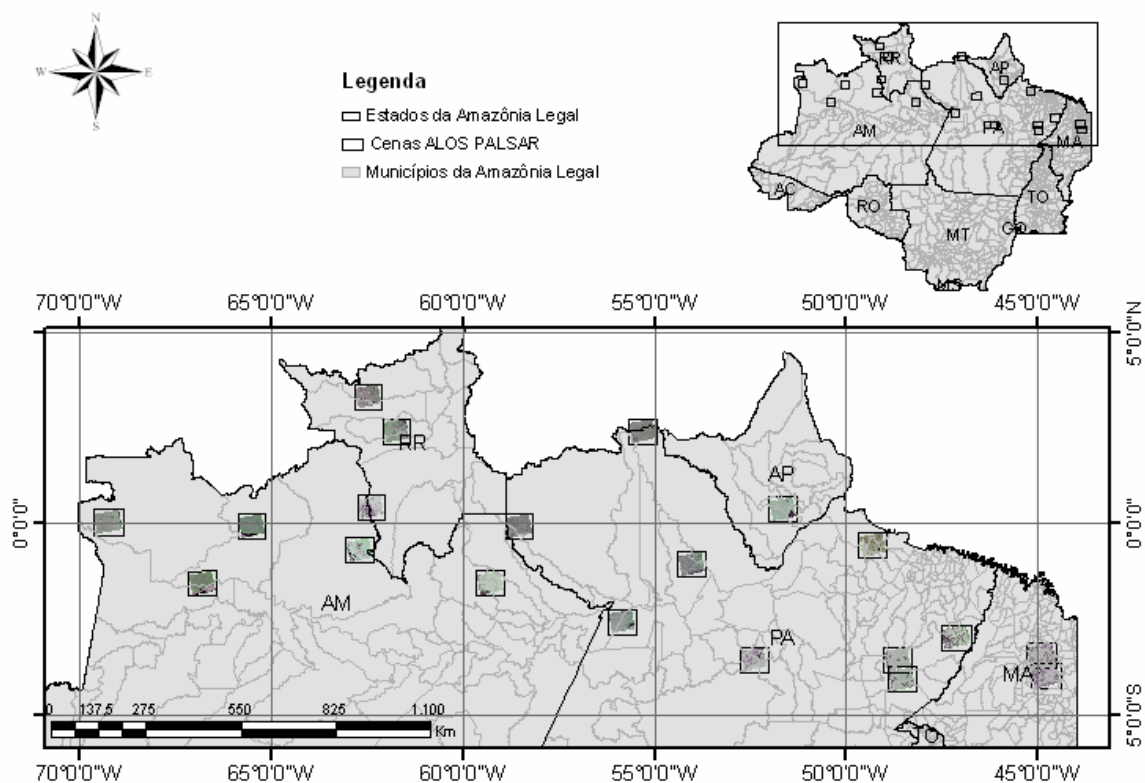 N
W E
S
Legenda
Estados da Amazônia Legal
Cenas ALOS PALSAR
Municípios da Amazônia Legal
RR
AP
AM
PA
MA
AC
RO
TO
MT
GO
MS
70°0'0"W 65°0'0"W 60°0'0"W 55°0'0"W 50°0'0"W 45°0'0"W
5°0'0"N
RR
AP
0°0'0" 0°0'0"
AM
PA
MA
TO
0 137,5 275 550 825 1.100
Km
5°0'0"S
70°0'0"W 65°0'0"W 60°0'0"W 55°0'0"W 50°0'0"W 45°0'0"W